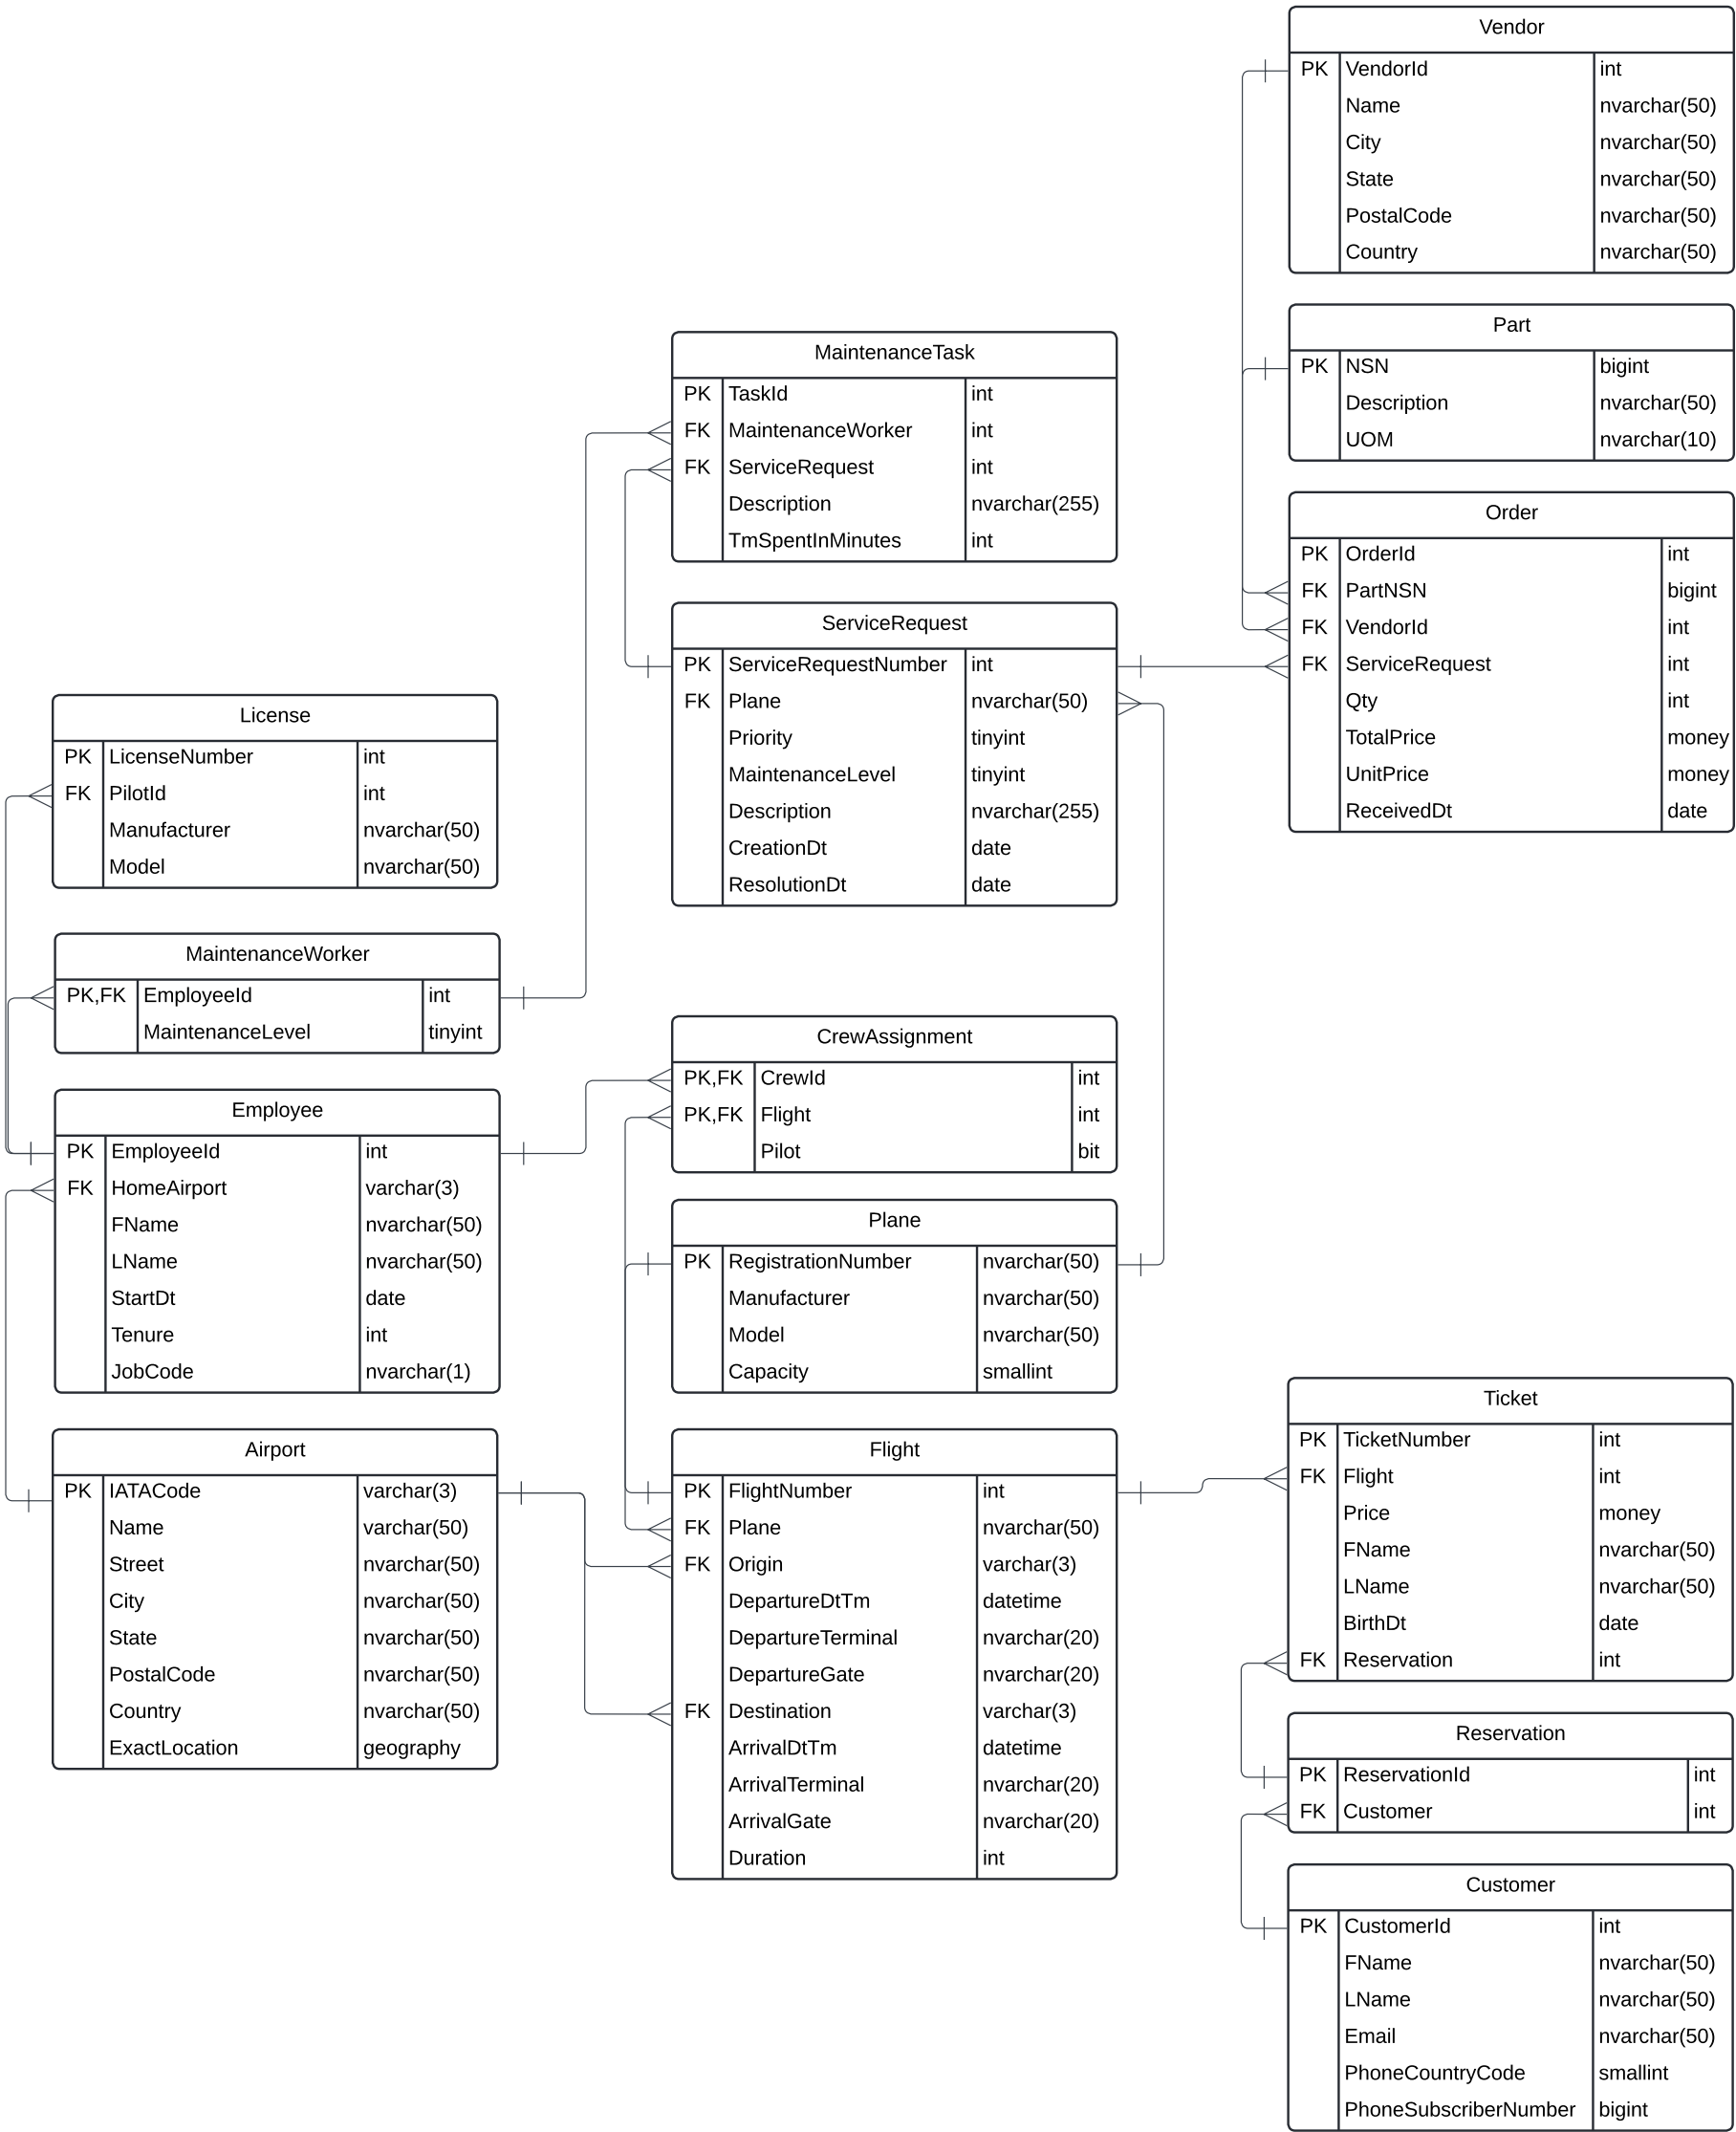 Vendor
PK VendorId int
Name nvarchar(50)
City nvarchar(50)
State nvarchar(50)
PostalCode nvarchar(50)
Country nvarchar(50)
Part
PK NSN bigint
Description nvarchar(50)
UOM nvarchar(10)
Order
PK OrderId int
FK PartNSN bigint
FK VendorId int
FK ServiceRequest int
Qty int
TotalPrice money
UnitPrice money
ReceivedDt date
MaintenanceTask
PK TaskId int
FK MaintenanceWorker int
FK ServiceRequest int
Description nvarchar(255)
TmSpentInMinutes int
ServiceRequest
PK ServiceRequestNumber int
FK Plane nvarchar(50)
Priority tinyint
MaintenanceLevel tinyint
Description nvarchar(255)
CreationDt date
ResolutionDt date
License
PK LicenseNumber int
FK PilotId int
Manufacturer nvarchar(50)
Model nvarchar(50)
MaintenanceWorker
PK,FK EmployeeId int
MaintenanceLevel tinyint
Employee
PK EmployeeId int
FK HomeAirport varchar(3)
FName nvarchar(50)
LName nvarchar(50)
StartDt date
Tenure int
JobCode nvarchar(1)
Airport
PK IATACode varchar(3)
Name varchar(50)
Street nvarchar(50)
City nvarchar(50)
State nvarchar(50)
PostalCode nvarchar(50)
Country nvarchar(50)
ExactLocation geography
CrewAssignment
PK,FK CrewId int
PK,FK Flight int
Pilot bit
Plane
PK RegistrationNumber nvarchar(50)
Manufacturer nvarchar(50)
Model nvarchar(50)
Capacity smallint
Flight
PK FlightNumber int
FK Plane nvarchar(50)
FK Origin varchar(3)
DepartureDtTm datetime
DepartureTerminal nvarchar(20)
DepartureGate nvarchar(20)
FK Destination varchar(3)
ArrivalDtTm datetime
ArrivalTerminal nvarchar(20)
ArrivalGate nvarchar(20)
Duration int
Ticket
PK TicketNumber int
FK Flight int
Price money
FName nvarchar(50)
LName nvarchar(50)
BirthDt date
FK Reservation int
Reservation
PK ReservationId int
FK Customer int
Customer
PK CustomerId int
FName nvarchar(50)
LName nvarchar(50)
Email nvarchar(50)
PhoneCountryCode smallint
PhoneSubscriberNumber bigint